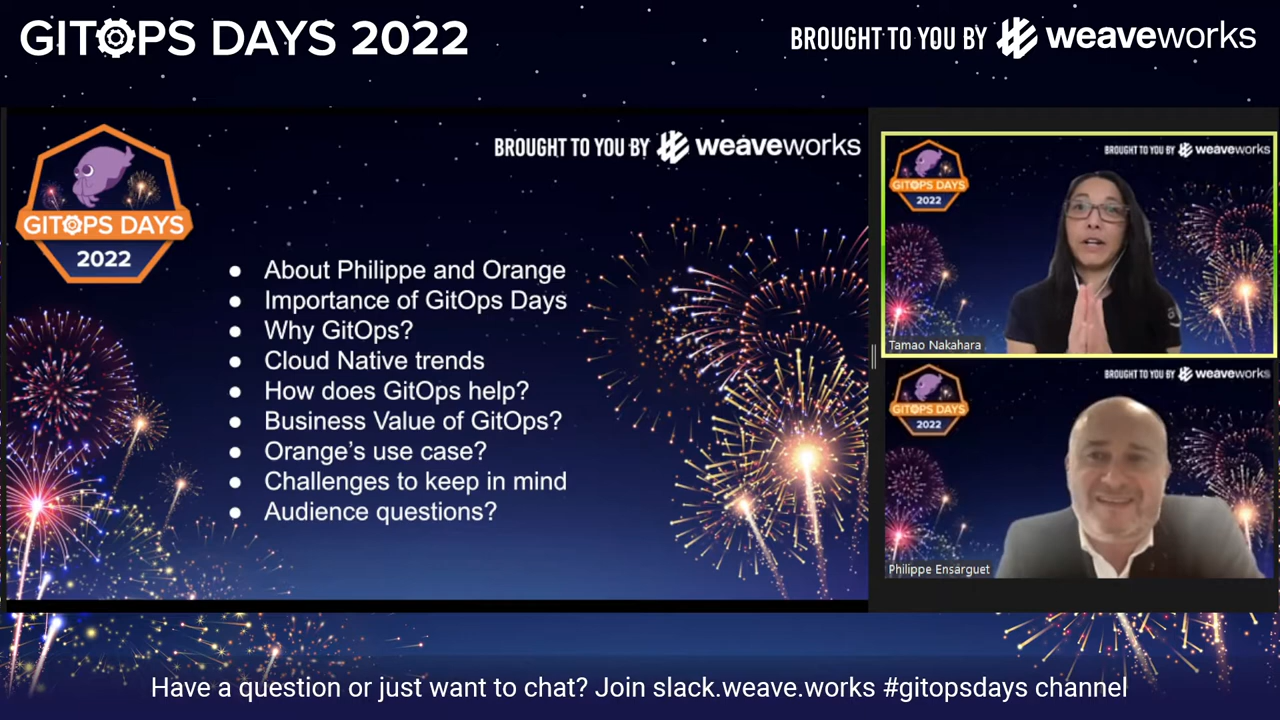 GITOPS DAYS 2022
BROUGHT TO YOU BY weaveworks
BROUGHT TO YOU BY weaveworks
GITOPS DAYS
2022
● About Philippe and Orange
● Importance of GitOps Days
● Why GitOps?
● Cloud Native trends
● How does GitOps help?
● Business Value of GitOps?
● Orange’s use case?
● Challenges to keep in mind
● Audience questions?
BROUGHT TO YOU BY weaveworks
GITOPS DAYS
2022
Tamao Nakahara
BROUGHT TO YOU BY weaveworks
GITOPS DAYS
2022
Philippe Ensarguet
Have a question or just want to chat? Join slack.weave.works #gitopsdays channel